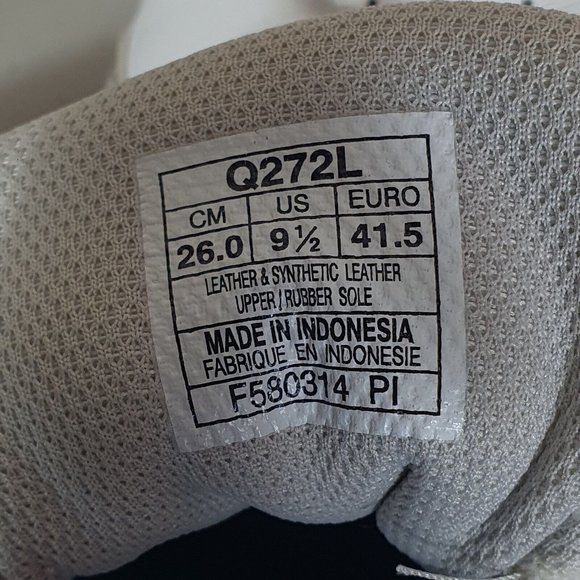 Q272L
CM US EURO
26.0 9½ 41.5
LEATHER & SYNTHETIC LEATHER
UPPER / RUBBER SOLE
MADE IN INDONESIA
FABRIQUE EN INDONESIE
F580314 PI